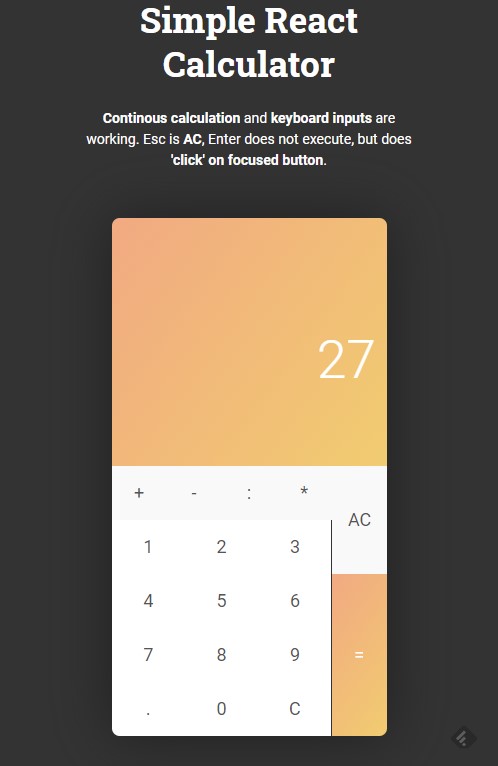 Simple React
Calculator
Continous calculation and keyboard inputs are
working. Esc is AC, Enter does not execute, but does
'click' on focused button.
27
+ - : *
AC
1 2 3
4 5 6
7 8 9
=
. 0 C